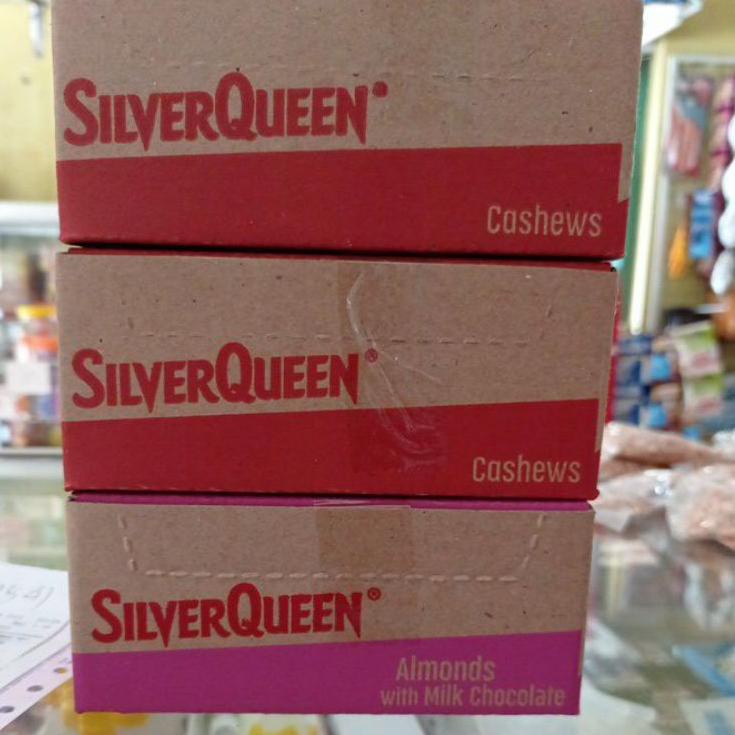 SILVERQUEEN®
Cashews
SILVERQUEEN®
Cashews
SILVERQUEEN®
Almonds
with Milk Chocolate